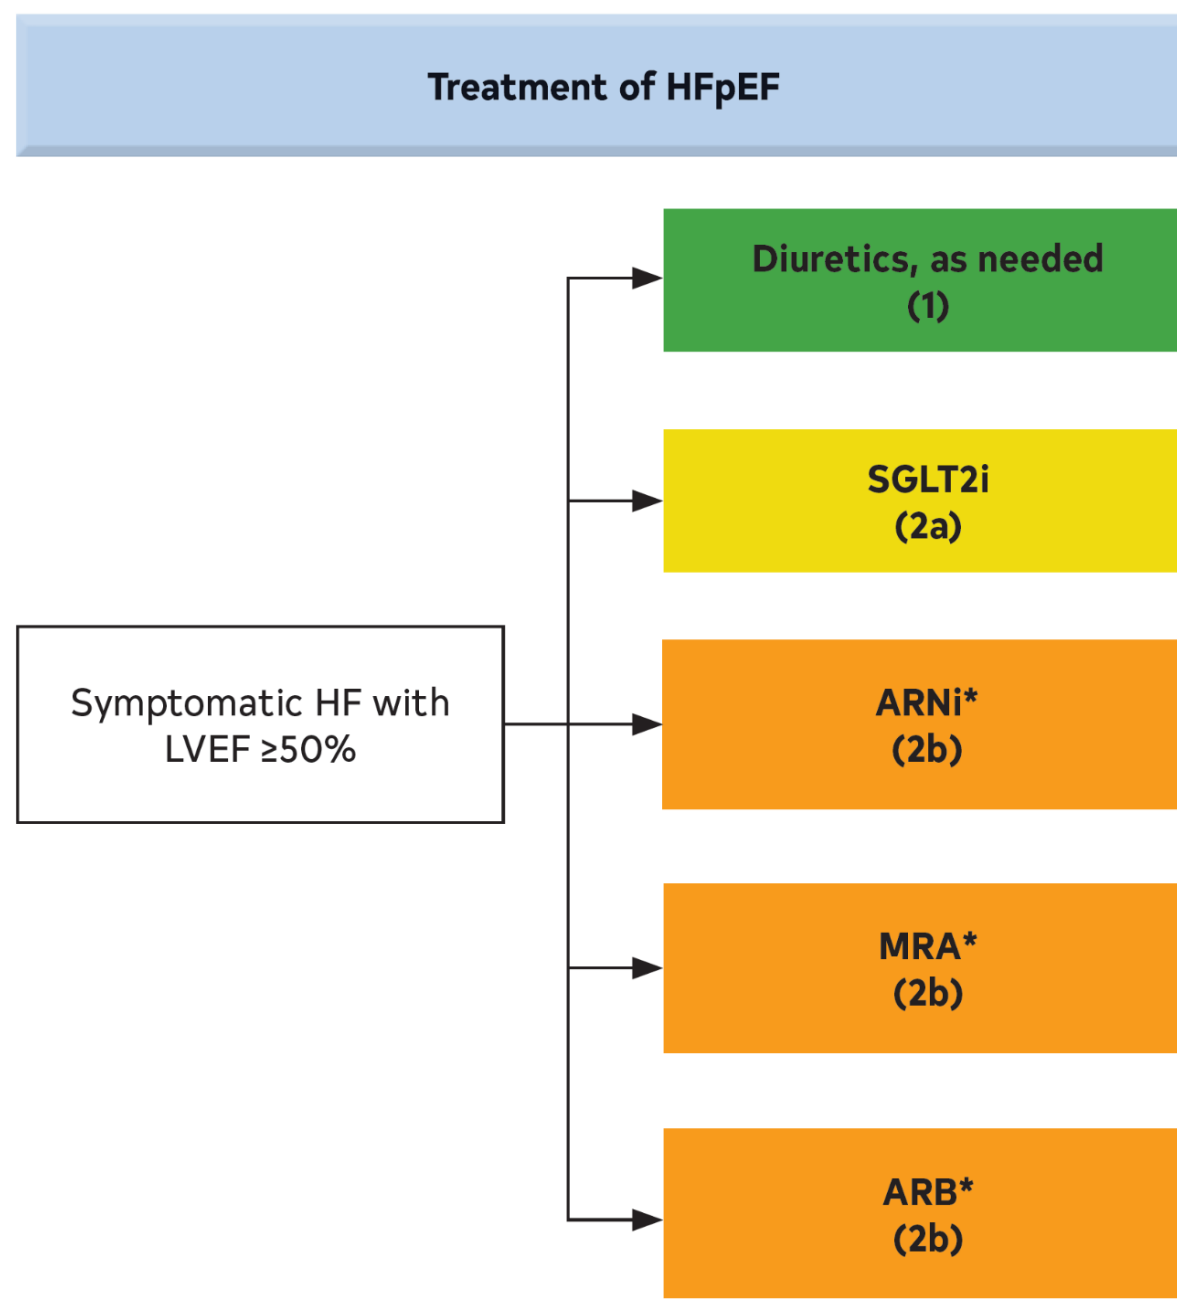 Treatment of HFpEF
Diuretics, as needed
(1)
SGLT2i
(2a)
Symptomatic HF with
LVEF ≥50%
ARNi*
(2b)
MRA*
(2b)
ARB*
(2b)